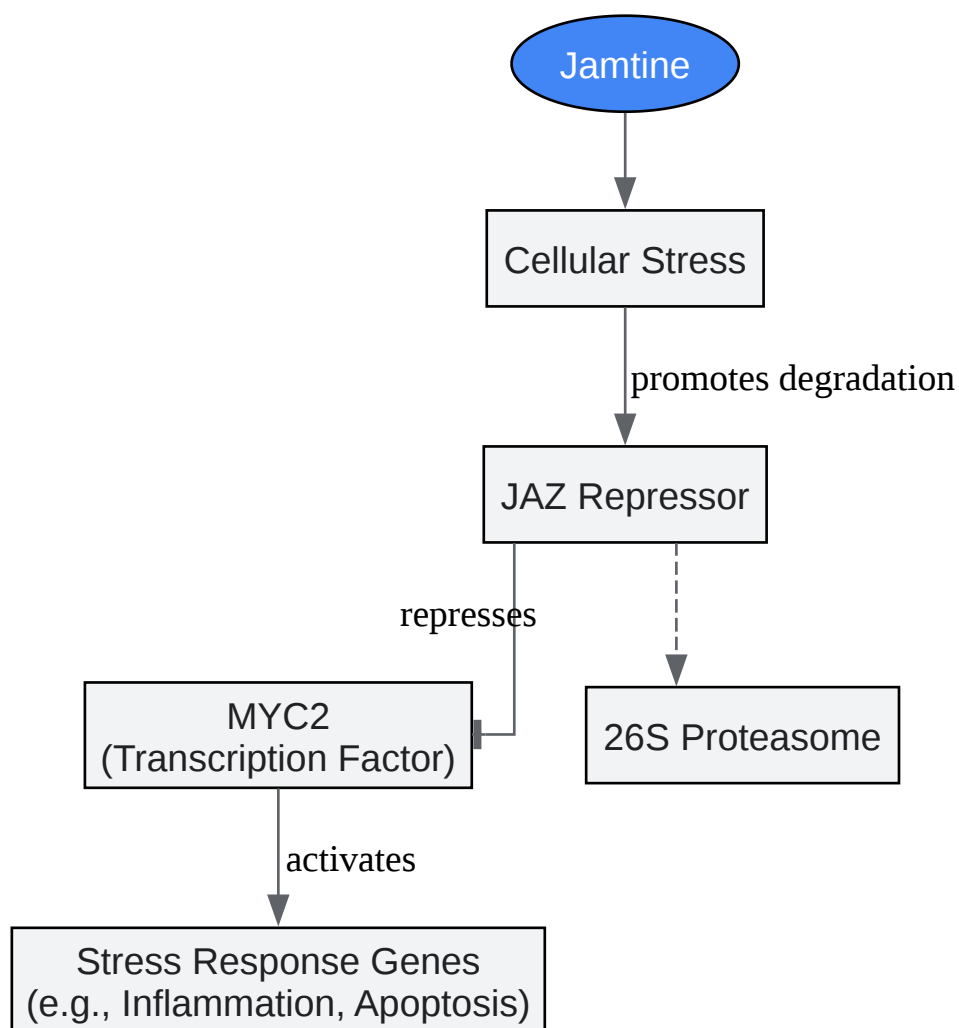 Jamtine
Cellular Stress
promotes degradation
JAZ Repressor
represses
MYC2
(Transcription Factor)
26S Proteasome
activates
Stress Response Genes
(e.g., Inflammation, Apoptosis)